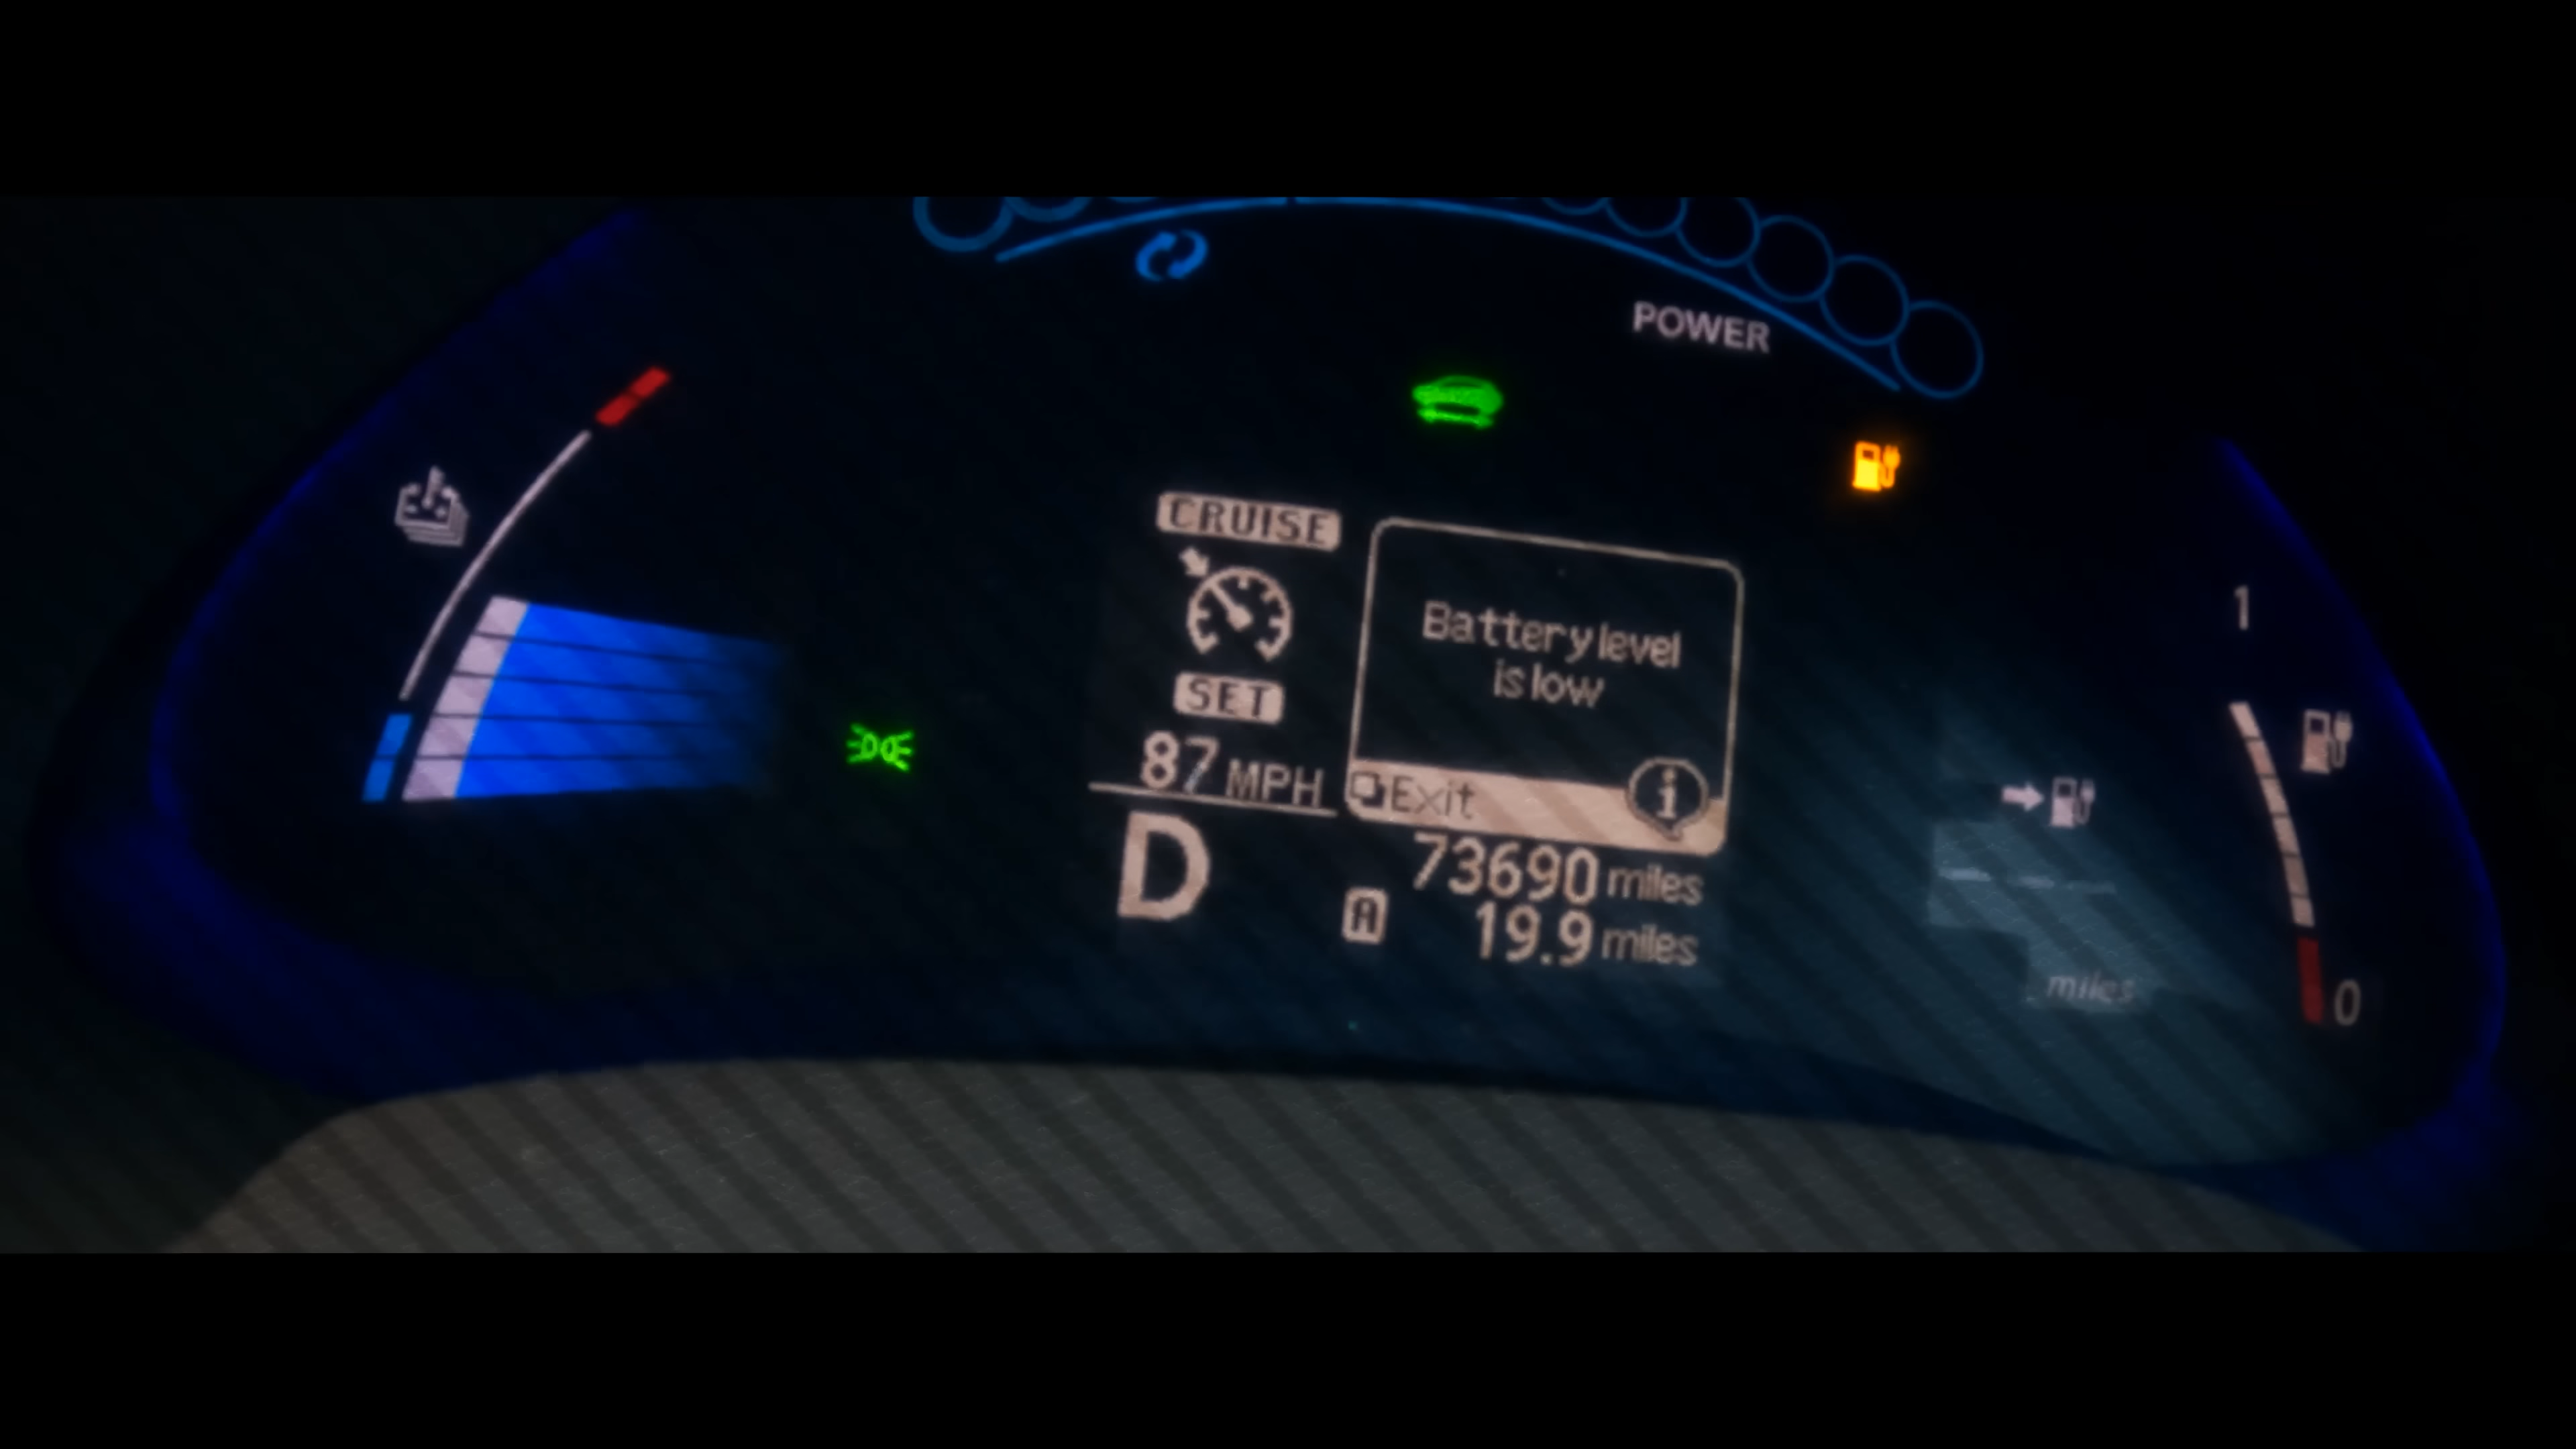 POWER
CRUISE
SET
87 MPH
D
Battery level
is low
Exit
i
73690 miles
A
19.9 miles
1
---
miles
0